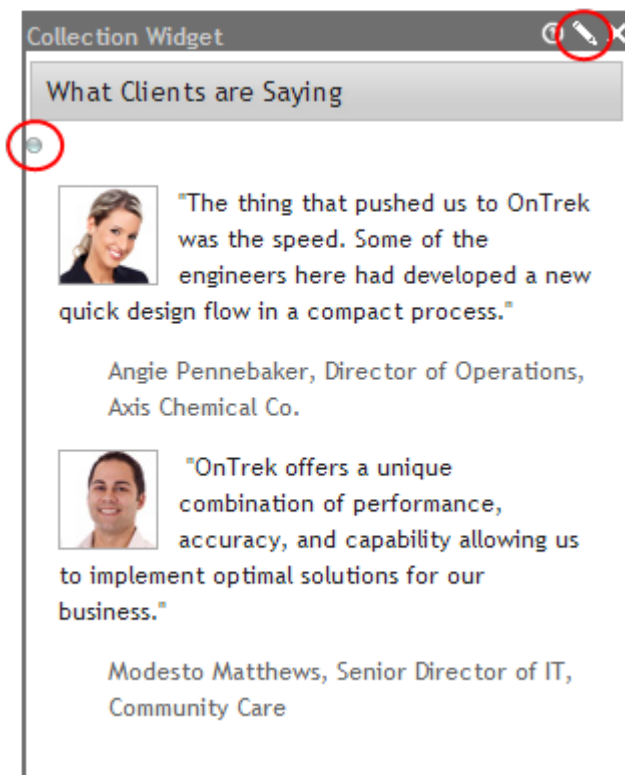 Collection Widget
What Clients are Saying
"The thing that pushed us to OnTrek
was the speed. Some of the
engineers here had developed a new
quick design flow in a compact process."
Angie Pennebaker, Director of Operations,
Axis Chemical Co.
"OnTrek offers a unique
combination of performance,
accuracy, and capability allowing us
to implement optimal solutions for our
business."
Modesto Matthews, Senior Director of IT,
Community Care